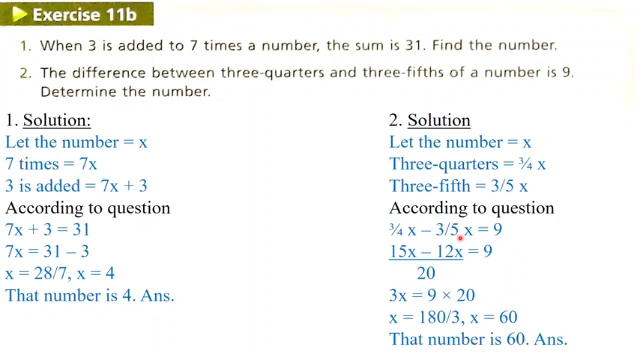 Exercise 11b
1. When 3 is added to 7 times a number, the sum is 31. Find the number.
2. The difference between three-quarters and three-fifths of a number is 9.
Determine the number.
1. Solution:
Let the number = x
7 times = 7x
3 is added = 7x + 3
According to question
7x + 3 = 31
7x = 31 – 3
x = 28/7, x = 4
That number is 4. Ans.
2. Solution
Let the number = x
Three-quarters = ¾ x
Three-fifth = 3/5 x
According to question
¾ x – 3/5 x = 9
15x – 12x = 9
20
3x = 9 × 20
x = 180/3, x = 60
That number is 60. Ans.